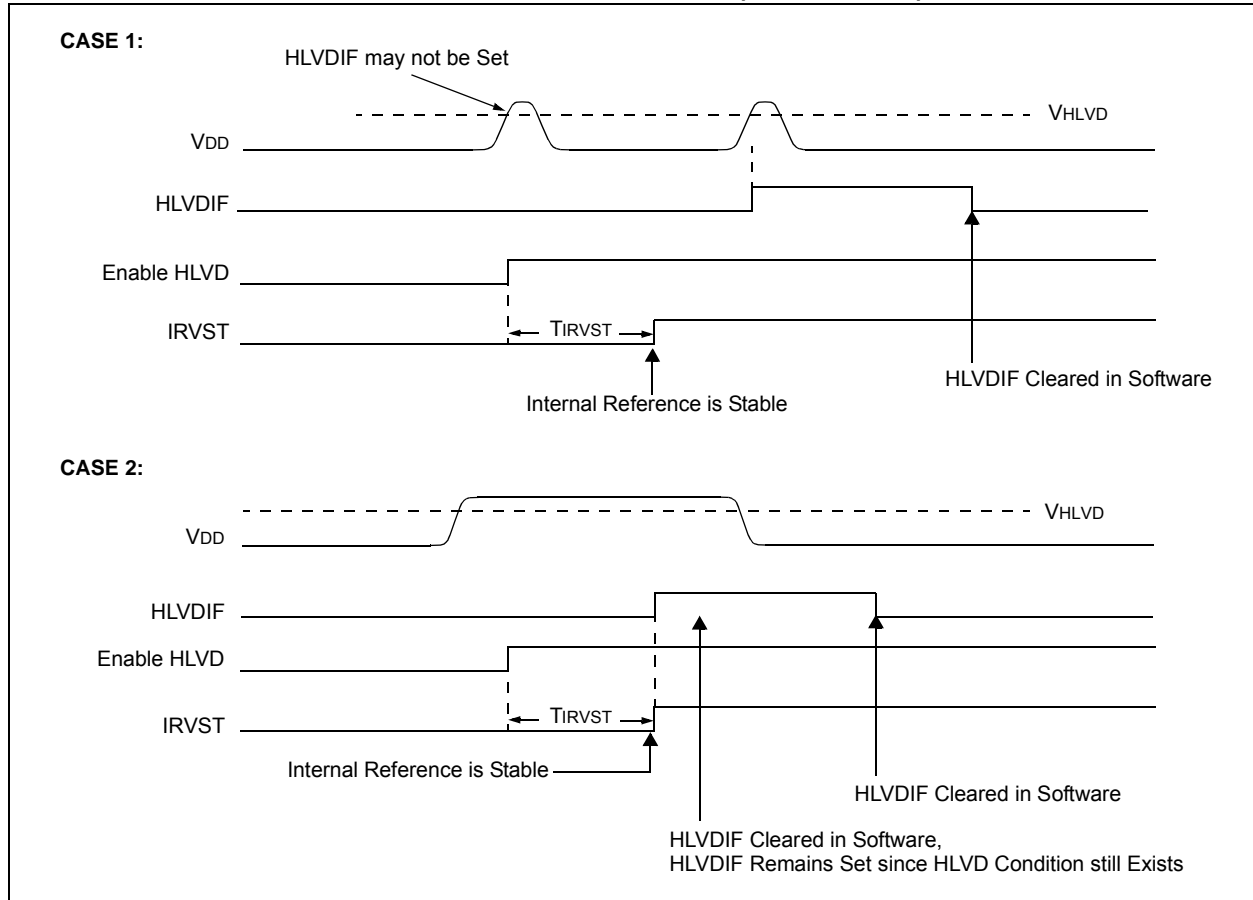 CASE 1:
HLVDIF may not be Set
VHLVD
VDD
HLVDIF
Enable HLVD
TIRVST
IRVST
HLVDIF Cleared in Software
Internal Reference is Stable
CASE 2:
VHLVD
VDD
HLVDIF
Enable HLVD
TIRVST
IRVST
Internal Reference is Stable
HLVDIF Cleared in Software
HLVDIF Cleared in Software,
HLVDIF Remains Set since HLVD Condition still Exists